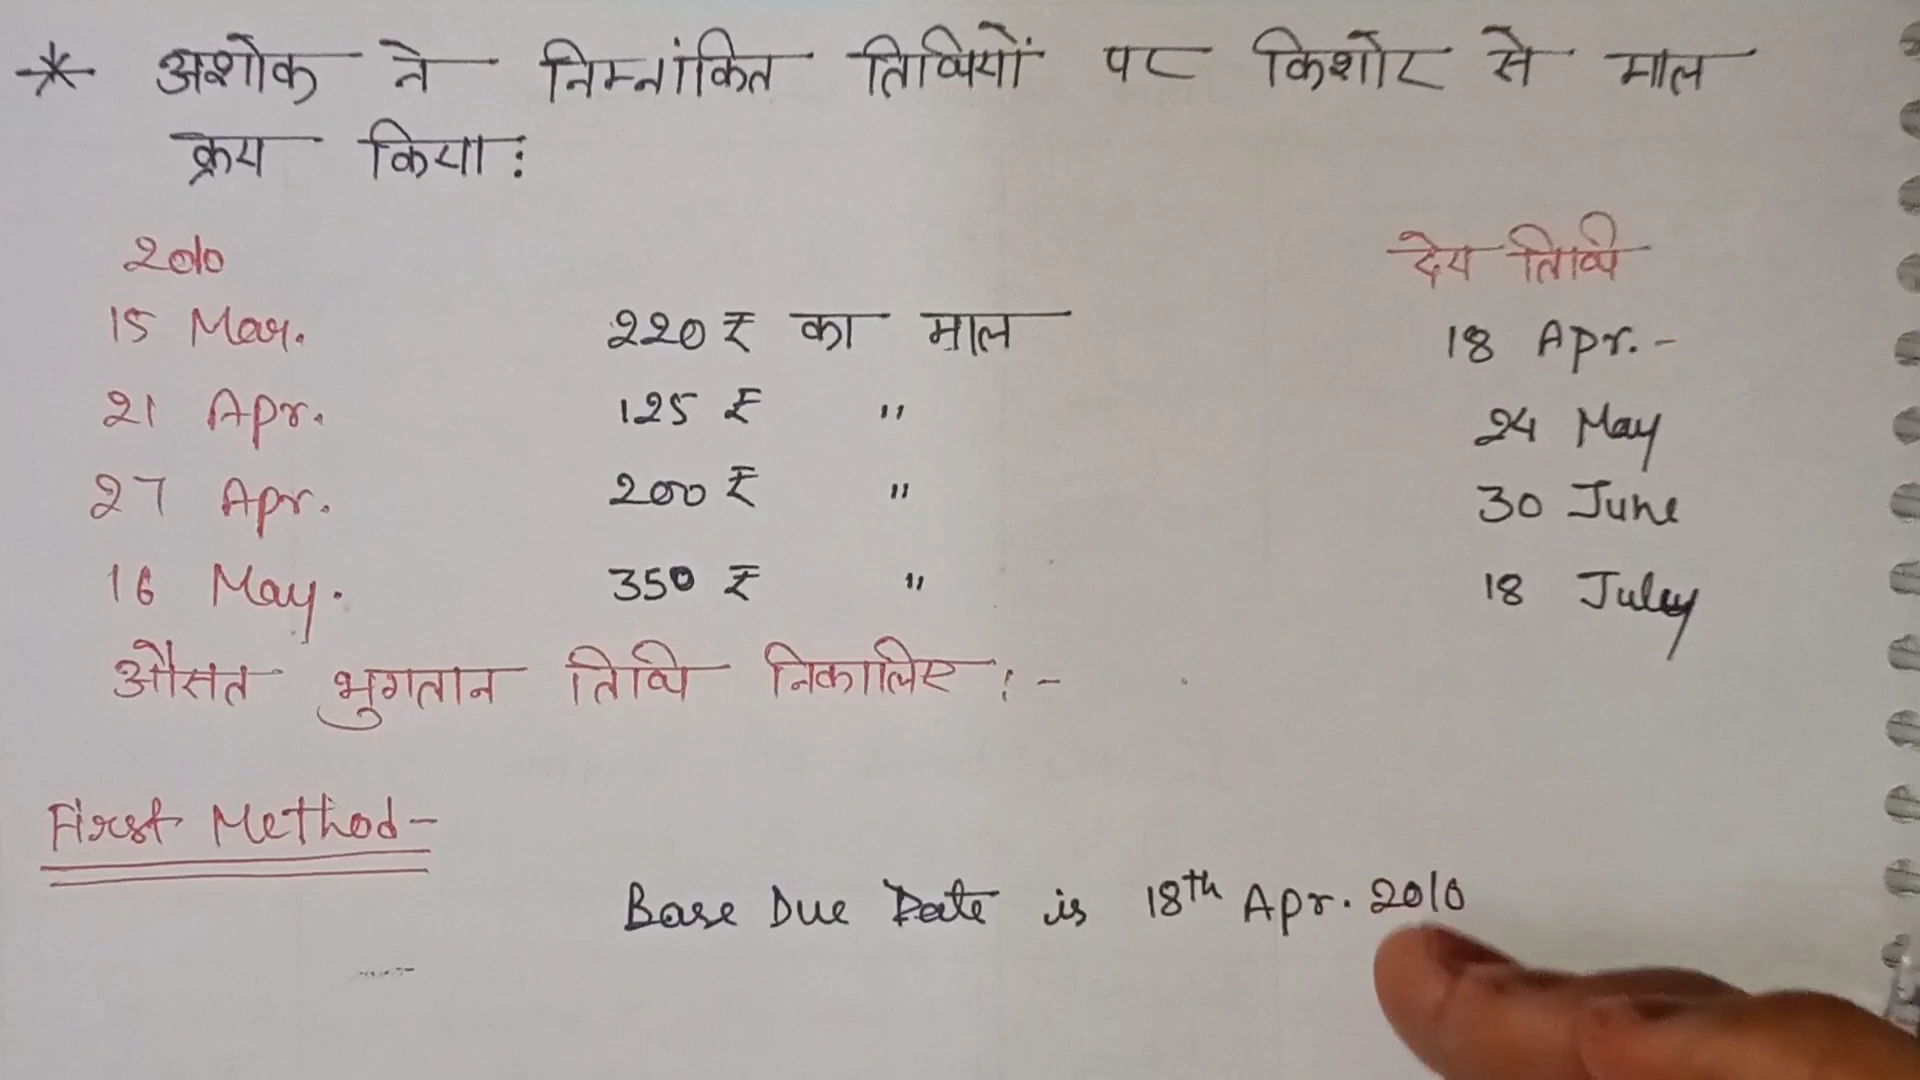 * अशोक ने निम्नांकित तिथियों पर किशोर से माल
क्रय किया:
2010 देय तिथि
15 Mar. 220 ₹ का माल 18 Apr. -
21 Apr. 125 ₹ " 24 May
27 Apr. 200 ₹ " 30 June
16 May. 350 ₹ " 18 Juley
औसत भुगतान तिथि निकालिए :-
First Method -
Base Due Date is 18th Apr. 2010